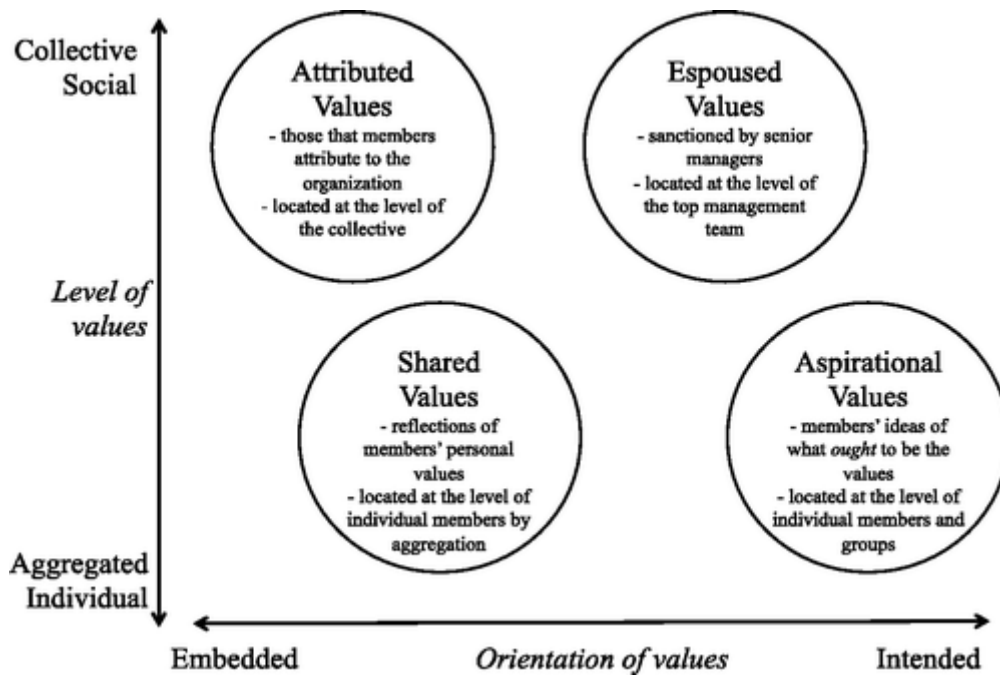 Collective
Social
Attributed
Values
- those that members
attribute to the
organization
- located at the level of
the collective
Espoused
Values
- sanctioned by senior
managers
- located at the level of
the top management
team
Level of
values
Shared
Values
- reflections of
members' personal
values
- located at the level of
individual members by
aggregation
Aspirational
Values
- members' ideas of
what ought to be the
values
- located at the level of
individual members and
groups
Aggregated
Individual
Embedded
Orientation of values
Intended